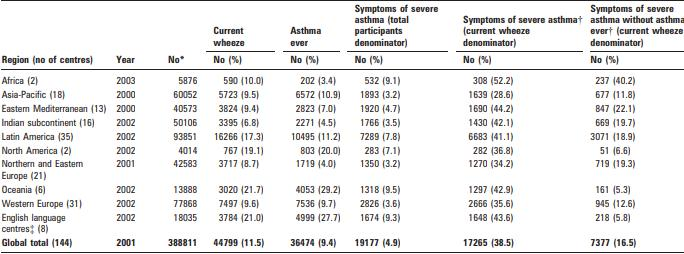 Symptoms of severe asthma (total participants denominator)
Symptoms of severe asthma† (current wheeze denominator)
Symptoms of severe asthma without asthma ever† (current wheeze denominator)
Current wheeze
Asthma ever
Region (no of centres) Year No* No (%) No (%) No (%) No (%) No (%)
Africa (2) 2003 5876 590 (10.0) 202 (3.4) 532 (9.1) 308 (52.2) 237 (40.2)
Asia-Pacific (18) 2000 60052 5723 (9.5) 6572 (10.9) 1893 (3.2) 1639 (28.6) 677 (11.8)
Eastern Mediterranean (13) 2000 40573 3824 (9.4) 2823 (7.0) 1920 (4.7) 1690 (44.2) 847 (22.1)
Indian subcontinent (16) 2002 50106 3395 (6.8) 2271 (4.5) 1766 (3.5) 1430 (42.1) 669 (19.7)
Latin America (35) 2002 93851 16266 (17.3) 10495 (11.2) 7289 (7.8) 6683 (41.1) 3071 (18.9)
North America (2) 2002 4014 767 (19.1) 803 (20.0) 283 (7.1) 282 (36.8) 51 (6.6)
Northern and Eastern Europe (21) 2001 42583 3717 (8.7) 1719 (4.0) 1350 (3.2) 1270 (34.2) 719 (19.3)
Oceania (6) 2002 13888 3020 (21.7) 4053 (29.2) 1318 (9.5) 1297 (42.9) 161 (5.3)
Western Europe (31) 2002 77868 7497 (9.6) 7536 (9.7) 2826 (3.6) 2666 (35.6) 945 (12.6)
English language centres‡ (8) 2002 18035 3784 (21.0) 4999 (27.7) 1674 (9.3) 1648 (43.6) 218 (5.8)
Global total (144) 2001 388811 44799 (11.5) 36474 (9.4) 19177 (4.9) 17265 (38.5) 7377 (16.5)